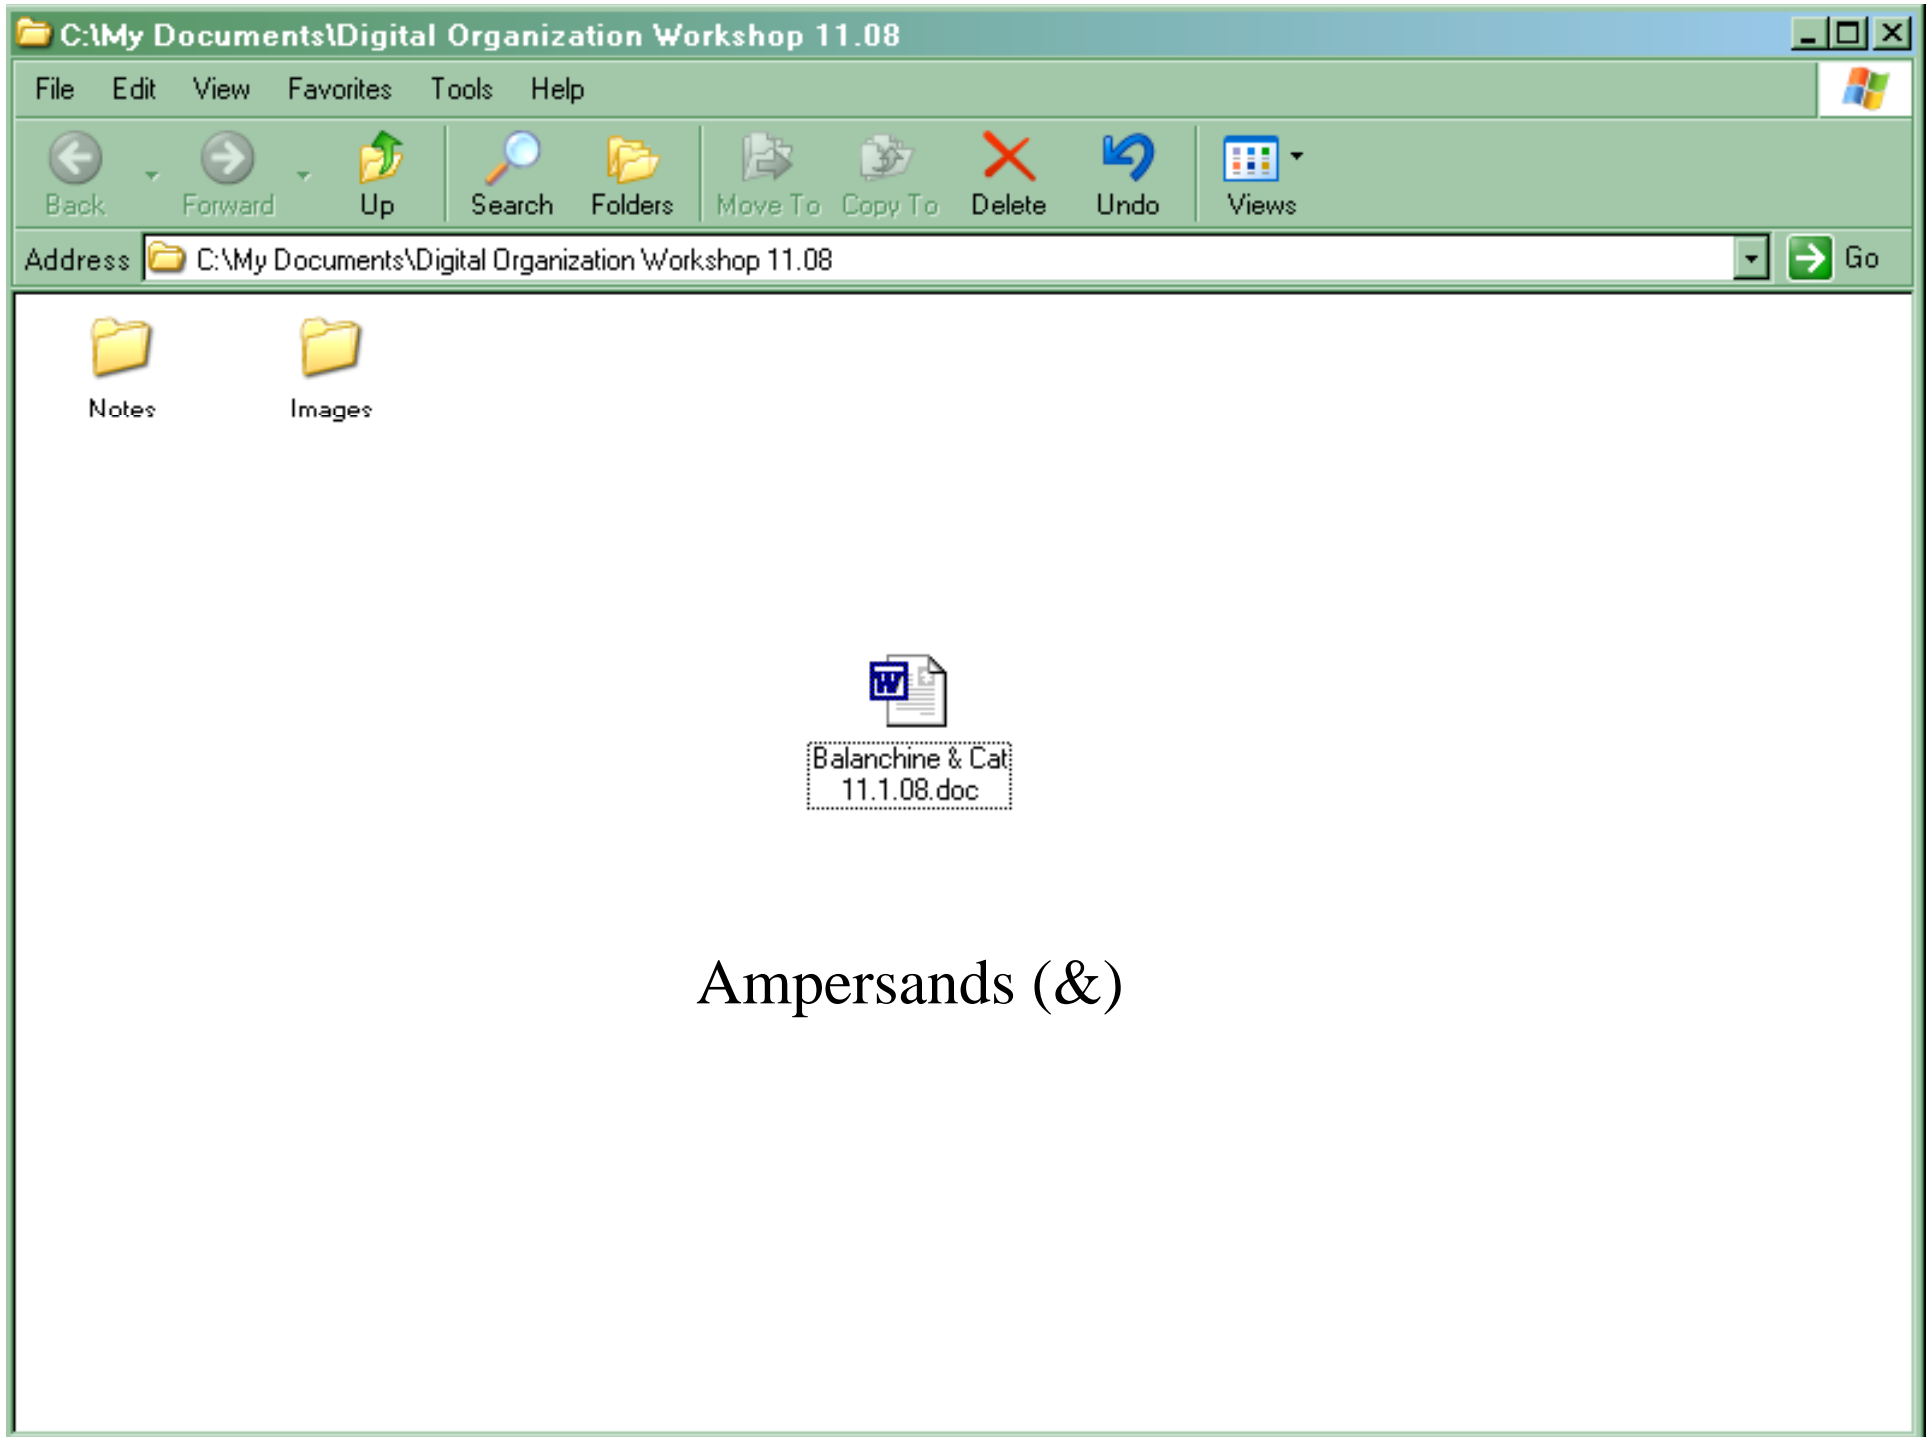 C:\My Documents\Digital Organization Workshop 11.08
File Edit View Favorites Tools Help
Back Forward Up Search Folders Move To Copy To Delete Undo Views
Address C:\My Documents\Digital Organization Workshop 11.08 Go
Notes Images
W
Balanchine & Cat
11.1.08.doc
Ampersands (&)